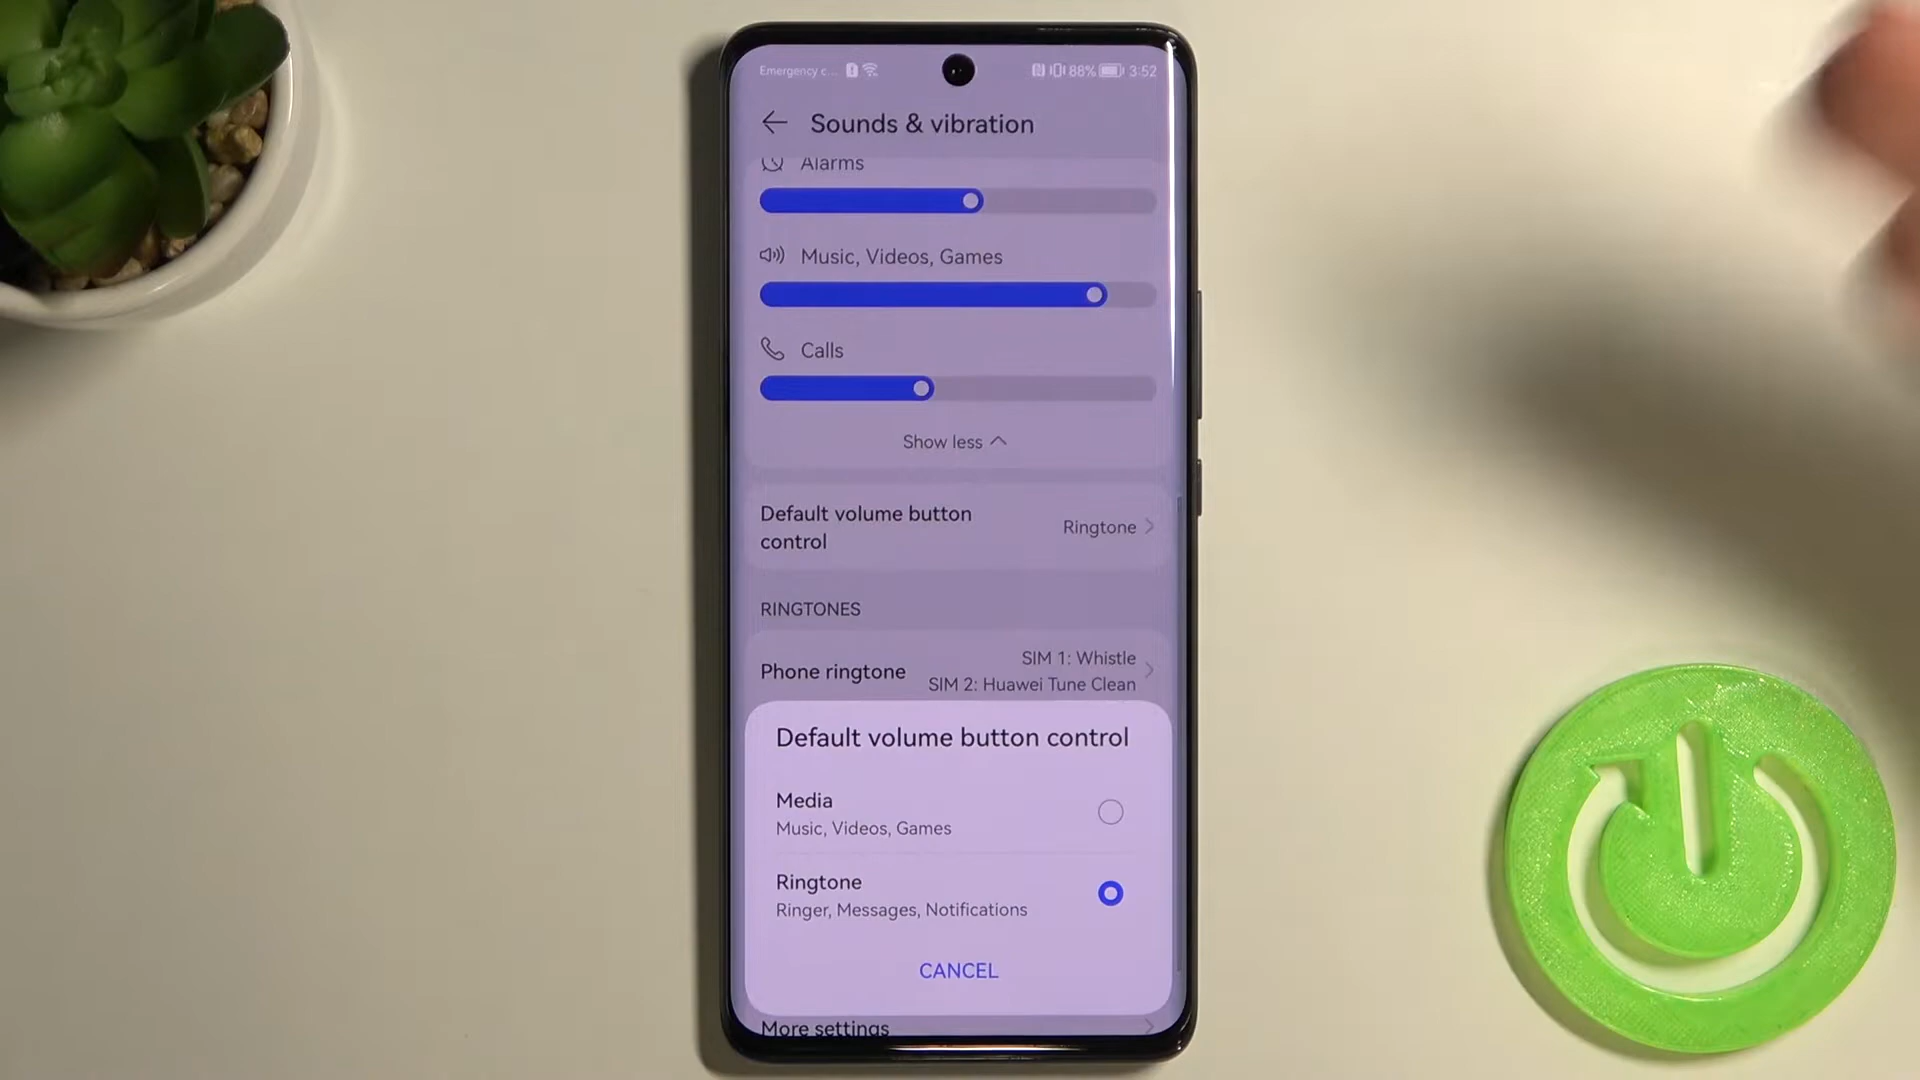 Emergency c... 88% 3:52
Sounds & vibration
Alarms
Music, Videos, Games
Calls
Show less
Default volume button
control
Ringtone
RINGTONES
Phone ringtone
SIM 1: Whistle
SIM 2: Huawei Tune Clean
Default volume button control
Media
Music, Videos, Games
Ringtone
Ringer, Messages, Notifications
CANCEL
More settings